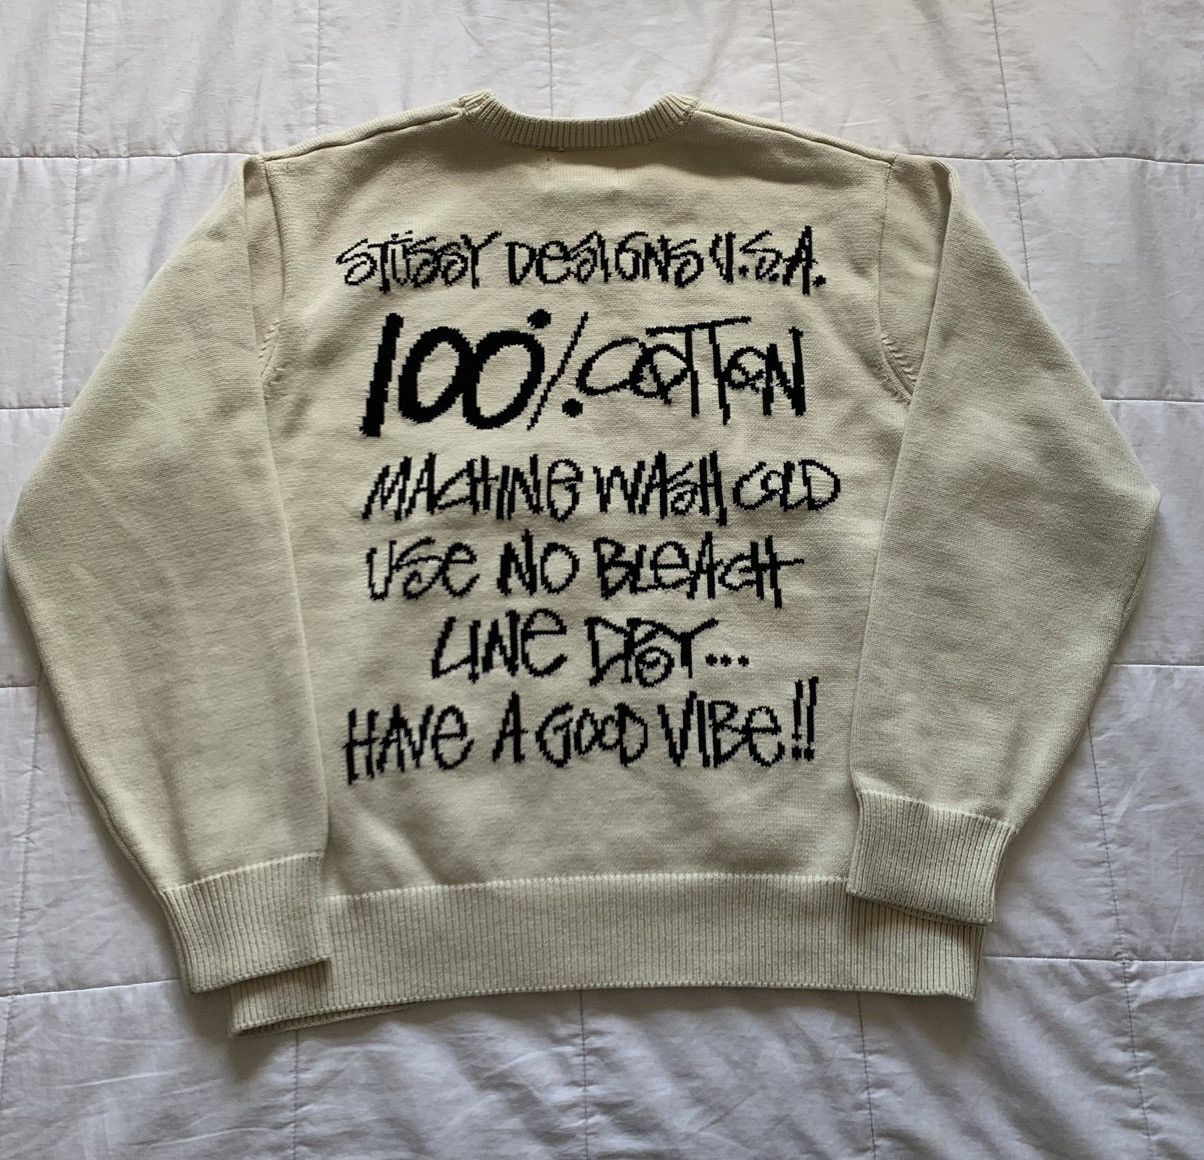 STÜSSY DESIGNS U.S.A.
100% COTTON
MACHINE WASH, COLD
USE NO BLEACH
LINE DRY...
HAVE A GOOD VIBE!!